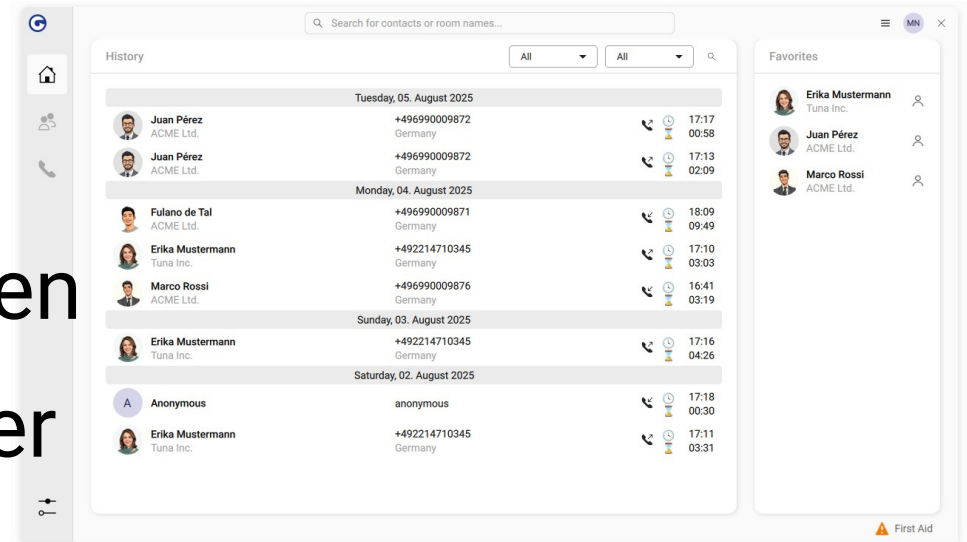 Search for contacts or room names...
MN
History
All
All
Tuesday, 05. August 2025
Juan Pérez +496990009872 17:17
ACME Ltd. Germany 00:58
Juan Pérez +496990009872 17:13
ACME Ltd. Germany 02:09
Monday, 04. August 2025
Fulano de Tal +496990009871 18:09
ACME Ltd. Germany 09:49
Erika Mustermann +492214710345 17:10
Tuna Inc. Germany 03:03
Marco Rossi +496990009876 16:41
ACME Ltd. Germany 03:19
Sunday, 03. August 2025
Erika Mustermann +492214710345 17:16
Tuna Inc. Germany 04:26
Saturday, 02. August 2025
A Anonymous anonymous 17:18
00:30
Erika Mustermann +492214710345 17:11
Tuna Inc. Germany 03:31
Favorites
Erika Mustermann
Tuna Inc.
Juan Pérez
ACME Ltd.
Marco Rossi
ACME Ltd.
First Aid
en
er